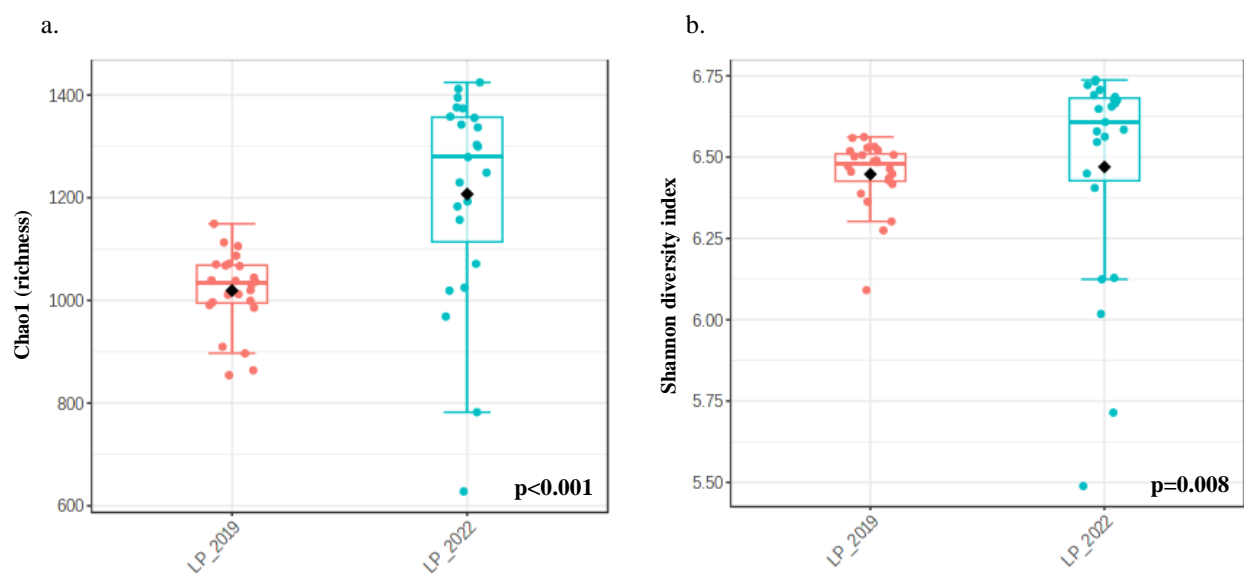 a.
Chao1 (richness)
1400
1200
1000
800
600
p<0.001
LP_2019
LP_2022
b.
Shannon diversity index
6.75
6.50
6.25
6.00
5.75
5.50
p=0.008
LP_2019
LP_2022